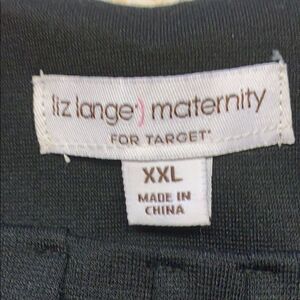 liz lange:) maternity
FOR TARGET®
XXL
MADE IN
CHINA